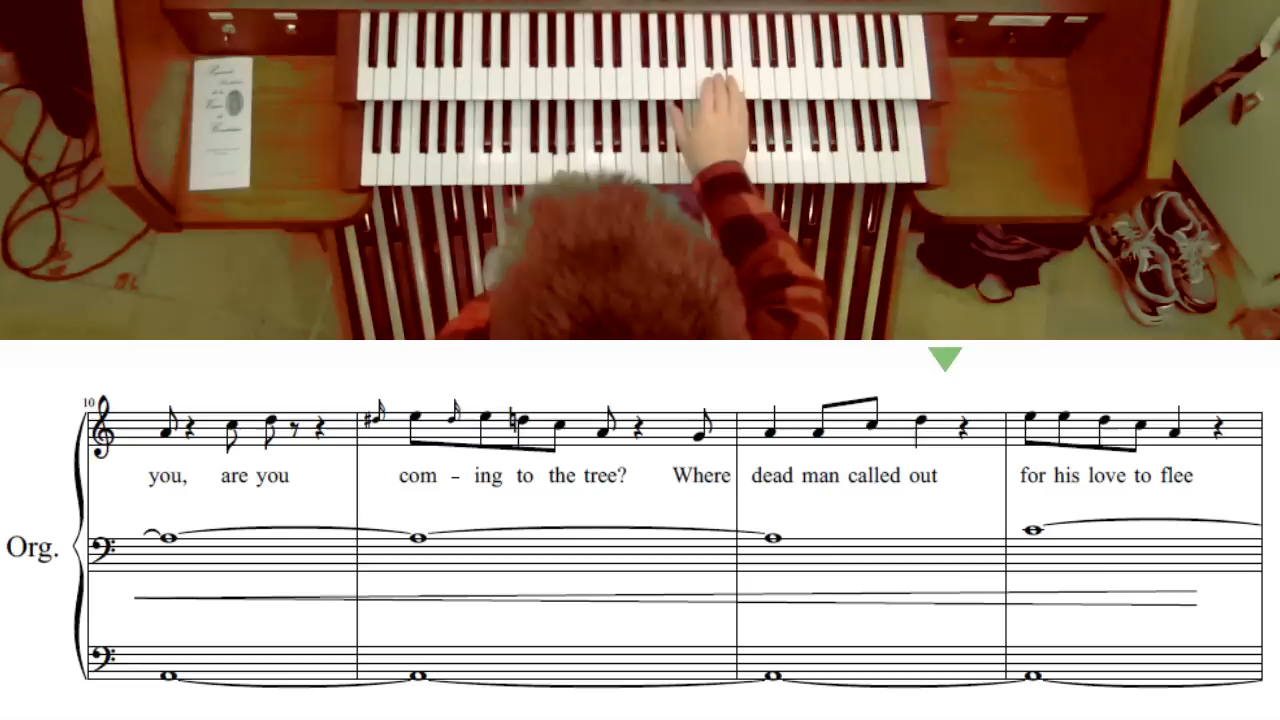 10
you, are you com - ing to the tree? Where dead man called out for his love to flee
Org.